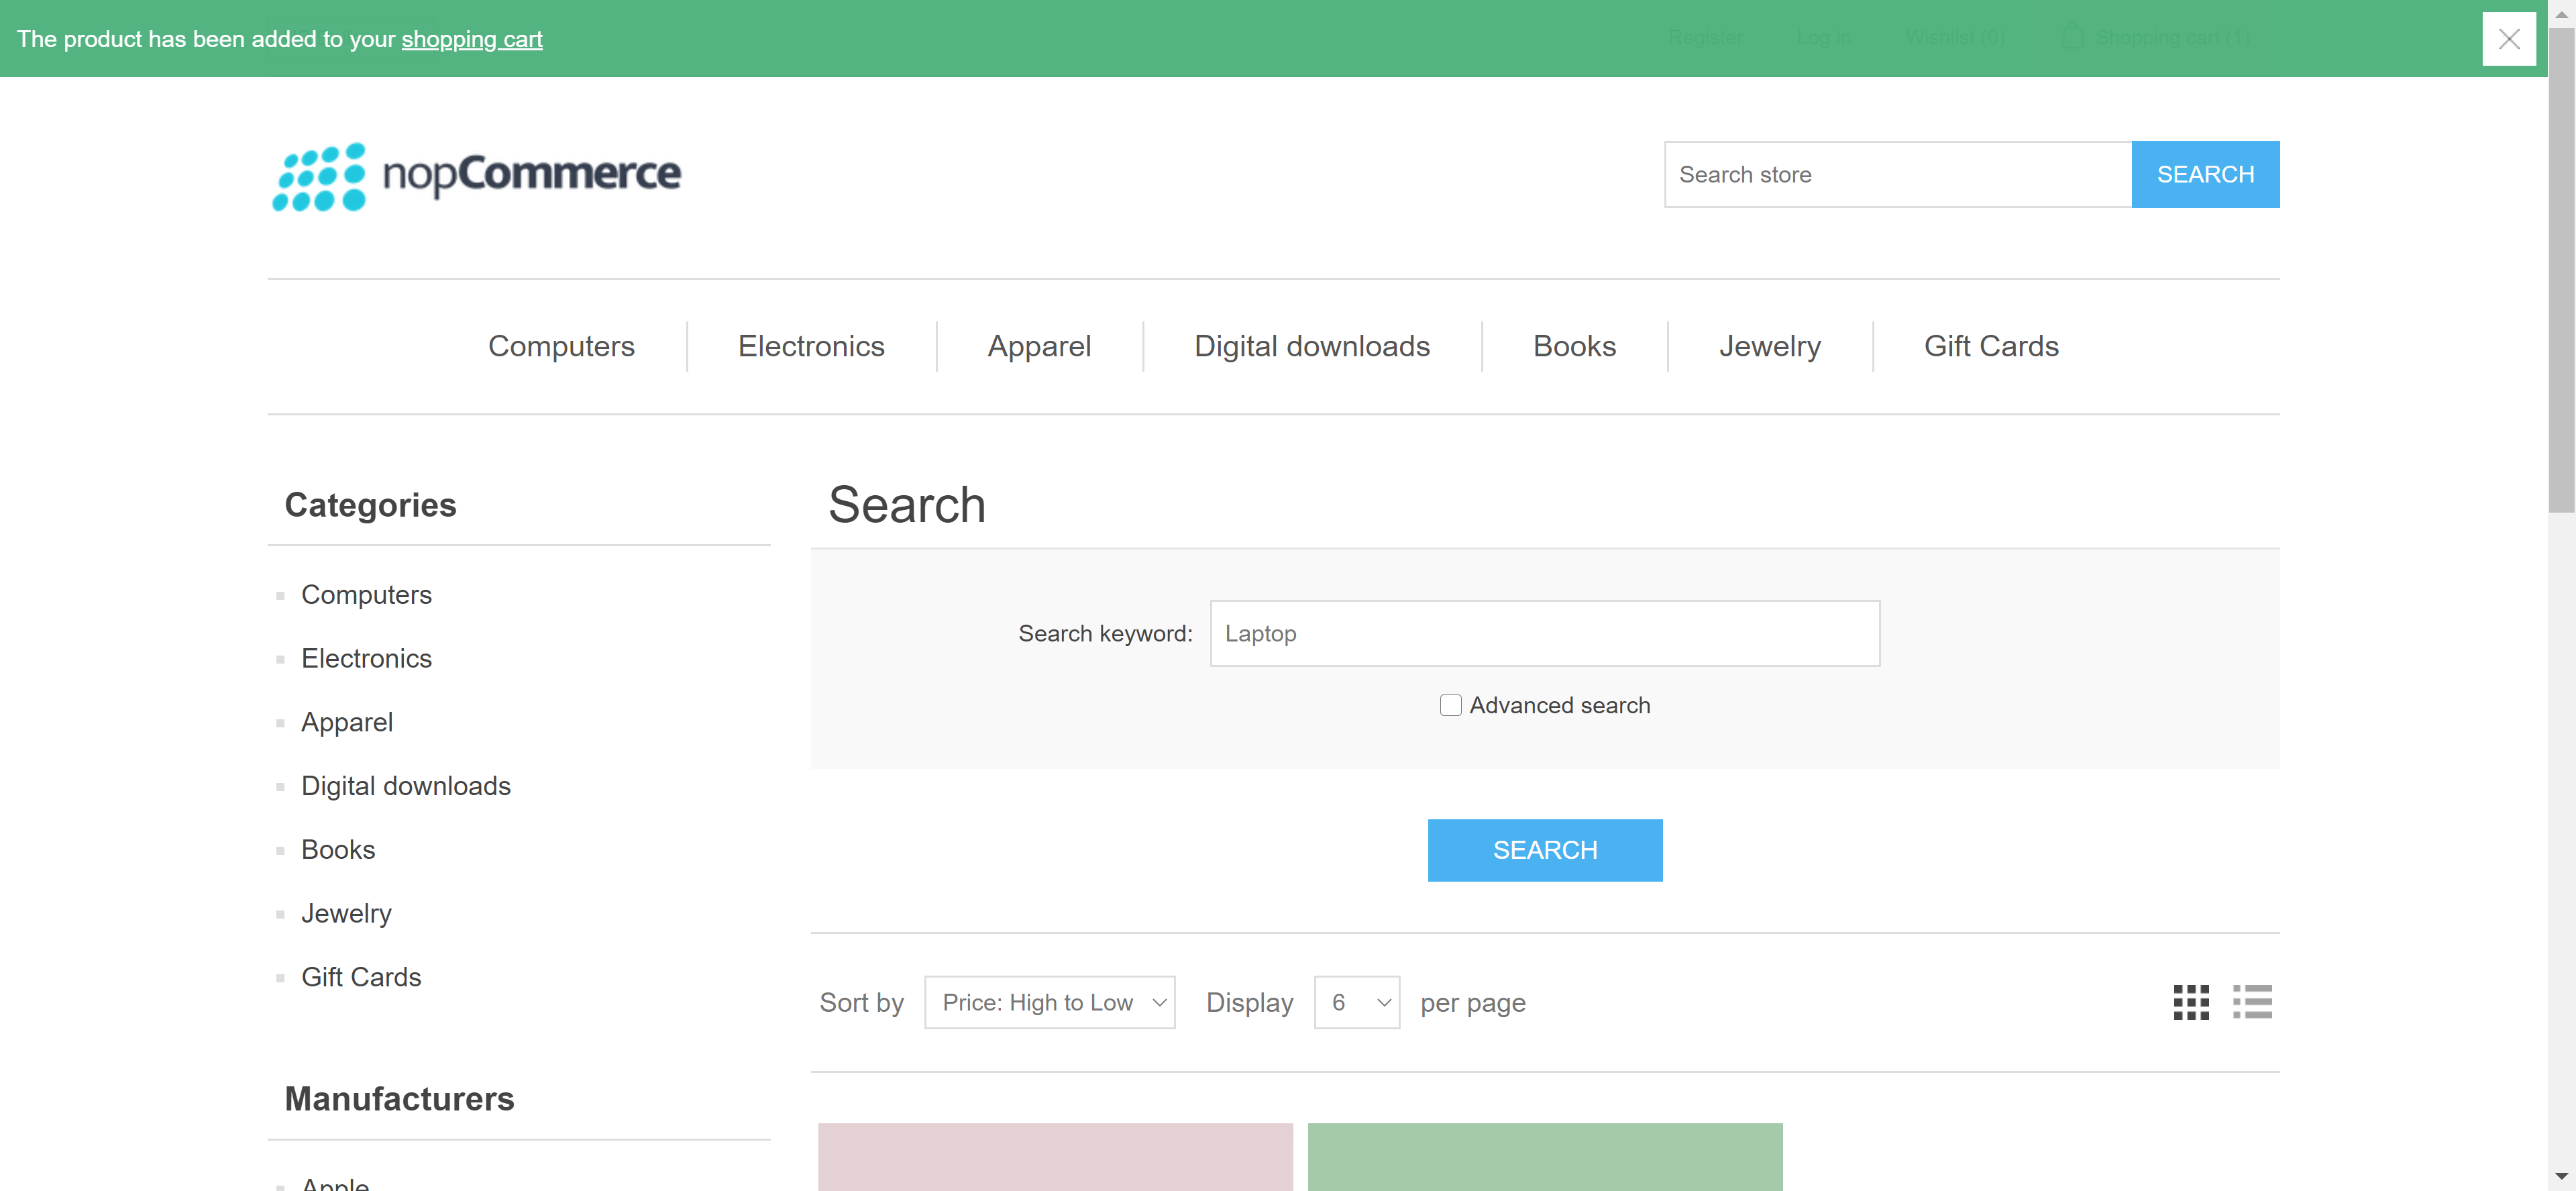 The product has been added to your shopping cart
Register Log in Wishlist (0) Shopping cart (1)
nopCommerce
Search store SEARCH
Computers Electronics Apparel Digital downloads Books Jewelry Gift Cards
Categories
Computers
Electronics
Apparel
Digital downloads
Books
Jewelry
Gift Cards
Manufacturers
Apple
Search
Search keyword: Laptop
Advanced search
SEARCH
Sort by Price: High to Low Display 6 per page